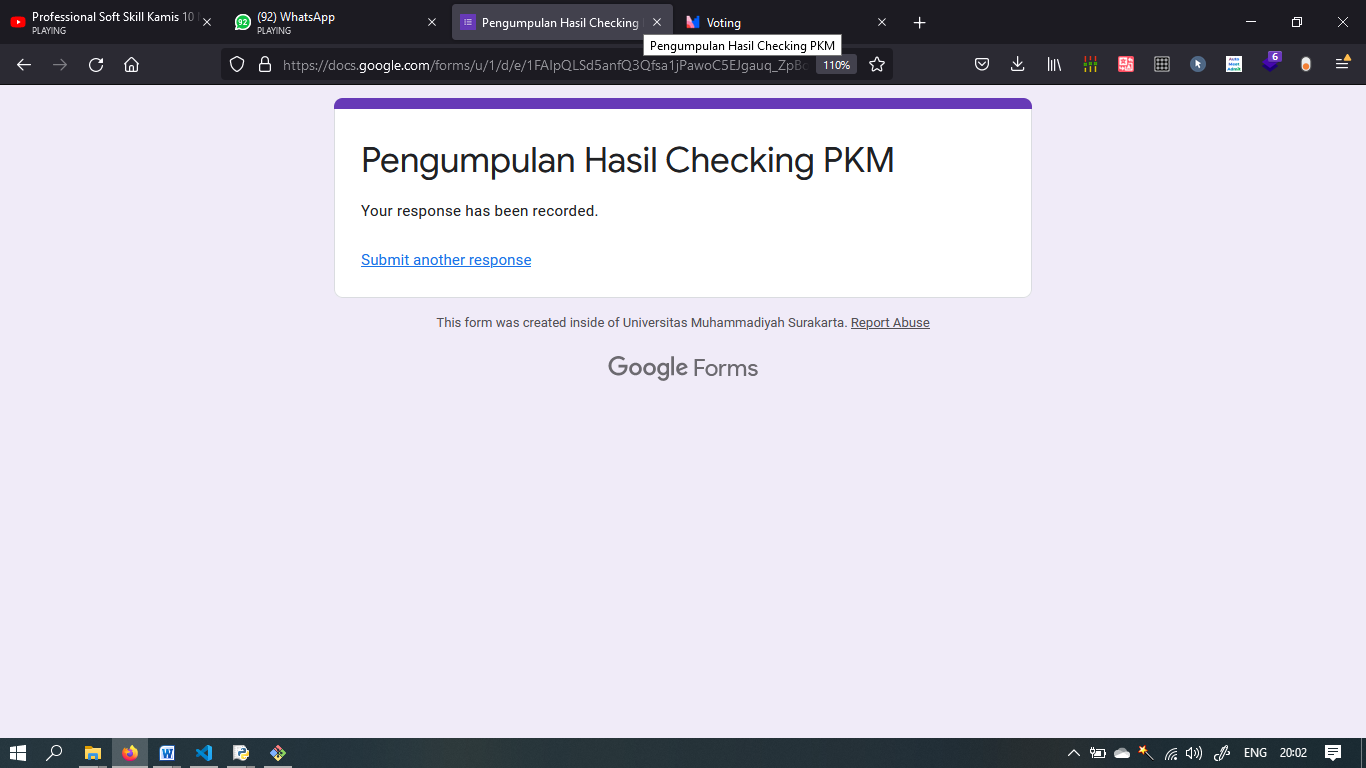 Professional Soft Skill Kamis 10
PLAYING
(92) WhatsApp
PLAYING
Pengumpulan Hasil Checking
Voting
Pengumpulan Hasil Checking PKM
https://docs.google.com/forms/u/1/d/e/1FAIpQLSd5anfQ3Qfsa1jPawoC5EJgauq_ZpBc
110%
6
Pengumpulan Hasil Checking PKM
Your response has been recorded.
Submit another response
This form was created inside of Universitas Muhammadiyah Surakarta. Report Abuse
Google Forms
ENG
20:02